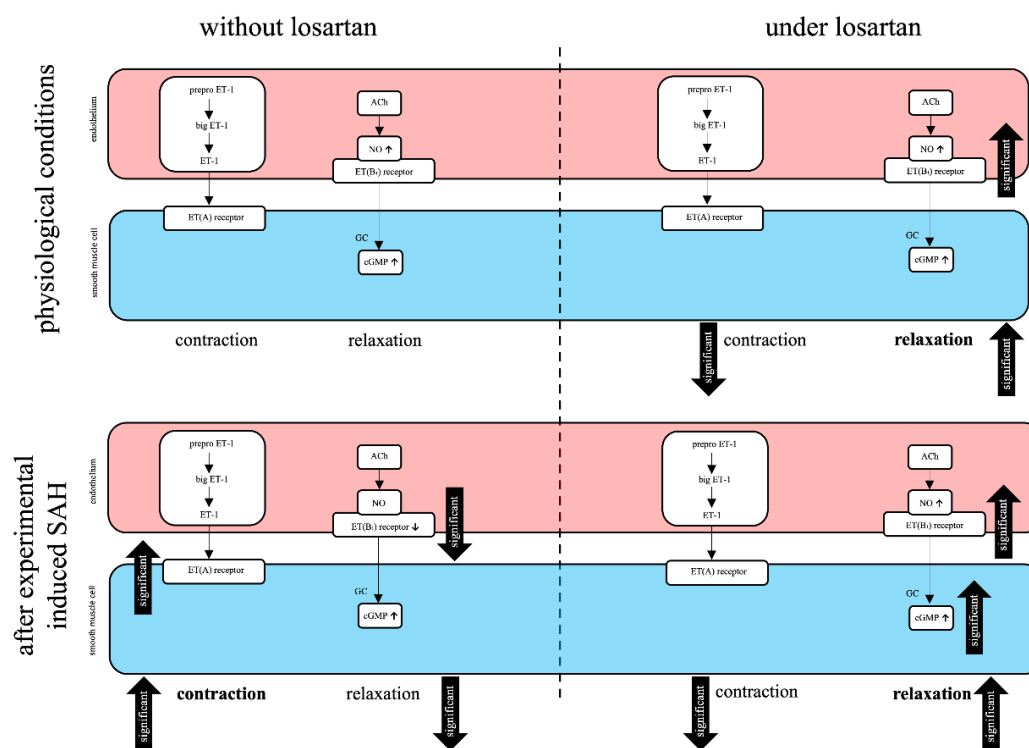 without losartan
under losartan
physiological conditions
endothelium
prepro ET-1
big ET-1
ET-1
ACh
NO ↑
ET(B₁) receptor
prepro ET-1
big ET-1
ET-1
ACh
NO ↑
ET(B₁) receptor
significant
smooth muscle cell
ET(A) receptor
GC
cGMP ↑
ET(A) receptor
GC
cGMP ↑
contraction
relaxation
significant
contraction
relaxation
significant
after experimental
induced SAH
endothelium
prepro ET-1
big ET-1
ET-1
ACh
NO
ET(B₁) receptor ↓
significant
prepro ET-1
big ET-1
ET-1
ACh
NO ↑
ET(B₁) receptor
significant
smooth muscle cell
significant
ET(A) receptor
GC
cGMP ↑
ET(A) receptor
GC
cGMP ↑
significant
significant
contraction
relaxation
significant
significant
contraction
relaxation
significant